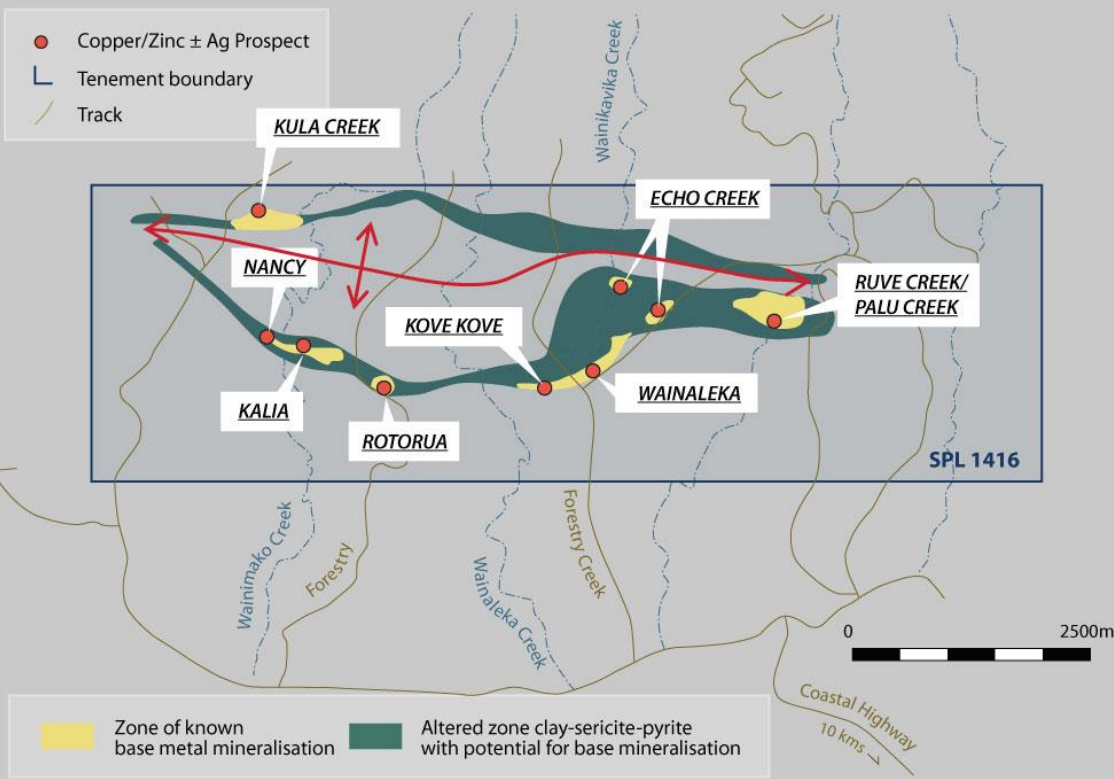 Copper/Zinc ± Ag Prospect
Tenement boundary
Track
KULA CREEK
Wainikavika Creek
ECHO CREEK
NANCY
RUVE CREEK/
PALU CREEK
KOVE KOVE
KALIA
WAINALEKA
ROTORUA
SPL 1416
Wainimako Creek
Forestry
Wainaleka Creek
Forestry Creek
0
2500m
Coastal Highway
10 kms
Zone of known
base metal mineralisation
Altered zone clay-sericite-pyrite
with potential for base mineralisation